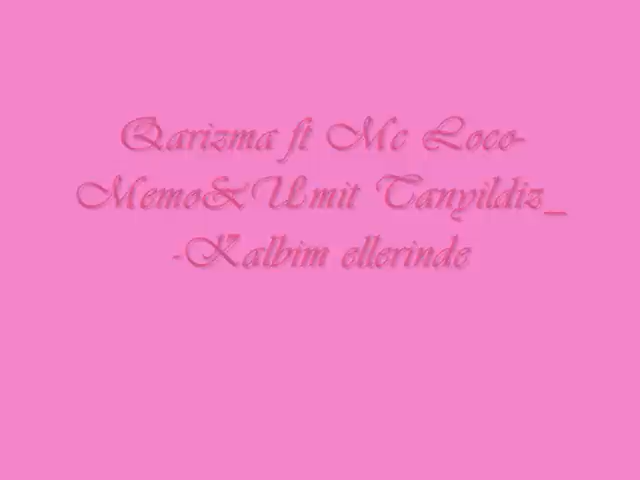 Qarizma ft Mc Loco-
Memo&Umit Tanyildiz_
-Kalbim ellerinde